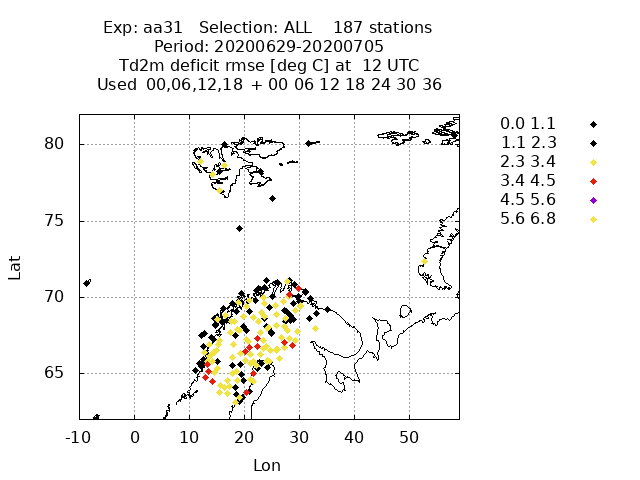 Exp: aa31 Selection: ALL 187 stations
Period: 20200629-20200705
Td2m deficit rmse [deg C] at 12 UTC
Used 00,06,12,18 + 00 06 12 18 24 30 36
0.0 1.1
1.1 2.3
2.3 3.4
3.4 4.5
4.5 5.6
5.6 6.8
80
75
70
65
Lat
-10 0 10 20 30 40 50
Lon